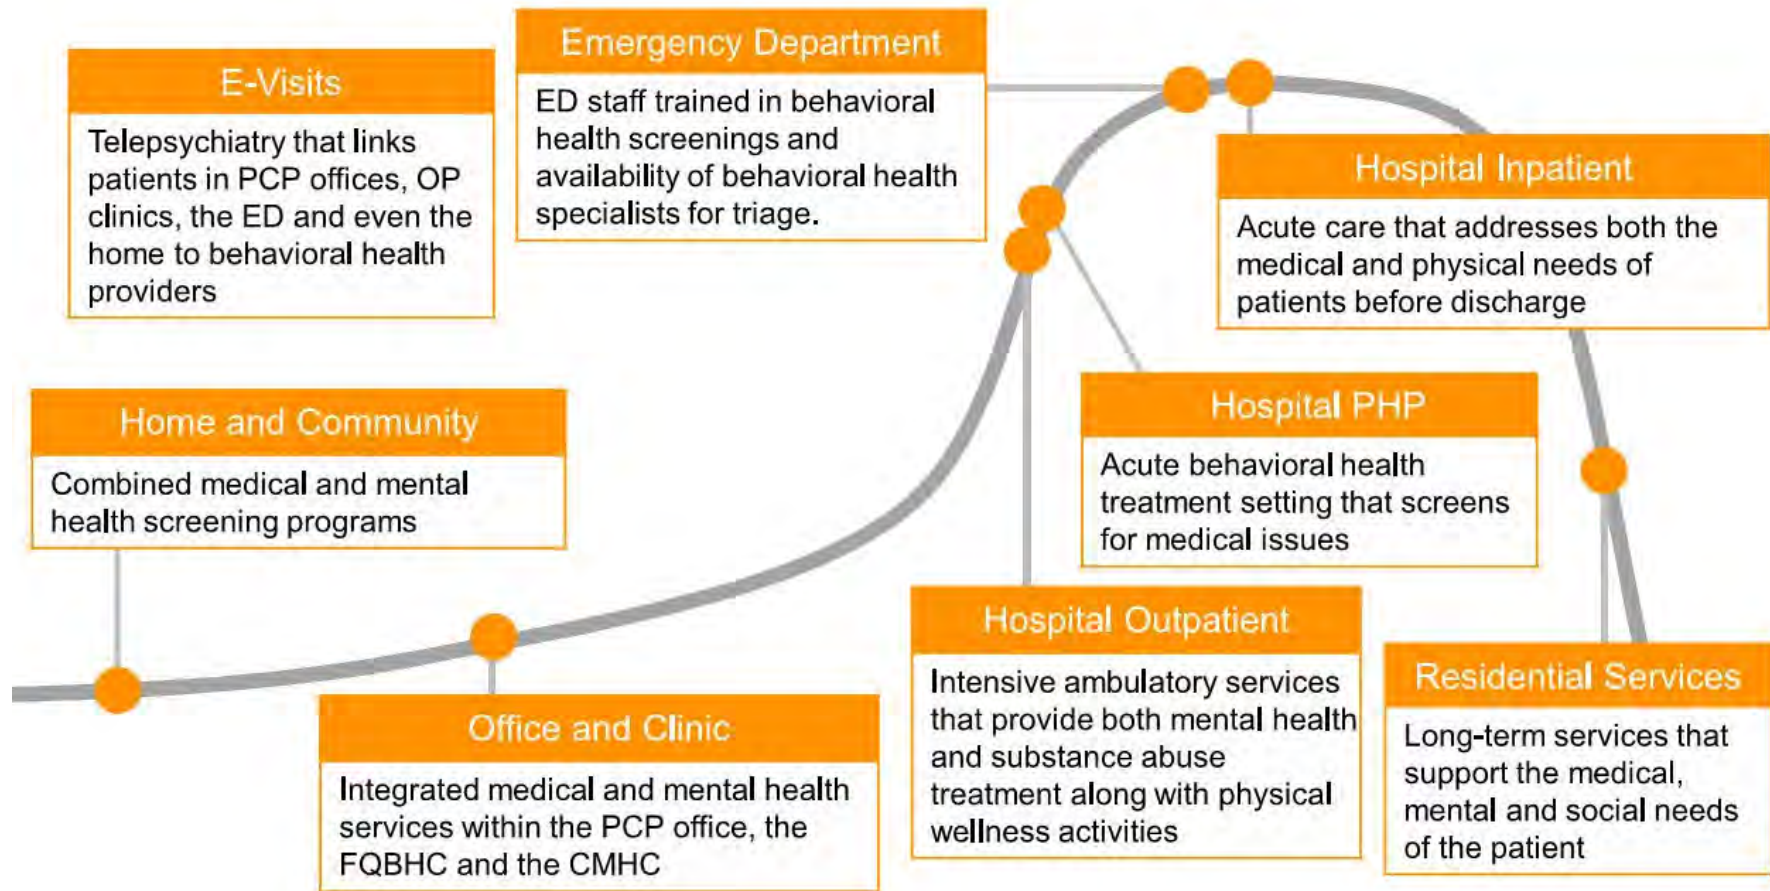 E-Visits
Telepsychiatry that links
patients in PCP offices, OP
clinics, the ED and even the
home to behavioral health
providers
Emergency Department
ED staff trained in behavioral
health screenings and
availability of behavioral health
specialists for triage.
Hospital Inpatient
Acute care that addresses both the
medical and physical needs of
patients before discharge
Home and Community
Combined medical and mental
health screening programs
Hospital PHP
Acute behavioral health
treatment setting that screens
for medical issues
Office and Clinic
Integrated medical and mental health
services within the PCP office, the
FQBHC and the CMHC
Hospital Outpatient
Intensive ambulatory services
that provide both mental health
and substance abuse
treatment along with physical
wellness activities
Residential Services
Long-term services that
support the medical,
mental and social needs
of the patient